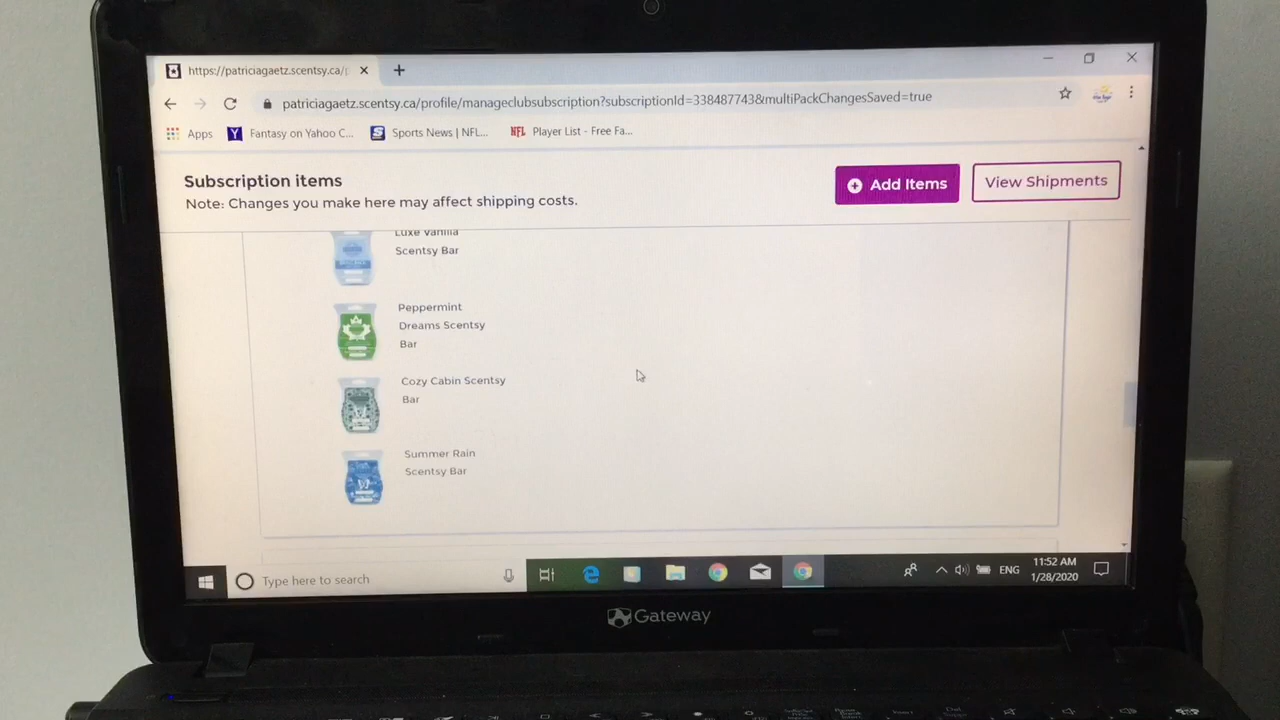 https://patriciagaetz.scentsy.ca/
patriciagaetz.scentsy.ca/profile/manageclubsubscription?subscriptionId=338487743&multiPackChangesSaved=true
Apps Fantasy on Yahoo C... Sports News | NFL... NFL Player List - Free Fa...
Subscription items
Note: Changes you make here may affect shipping costs.
Add Items
View Shipments
Luxe Vanilla
Scentsy Bar
Peppermint
Dreams Scentsy
Bar
Cozy Cabin Scentsy
Bar
Summer Rain
Scentsy Bar
Type here to search
ENG
11:52 AM
1/28/2020
Gateway